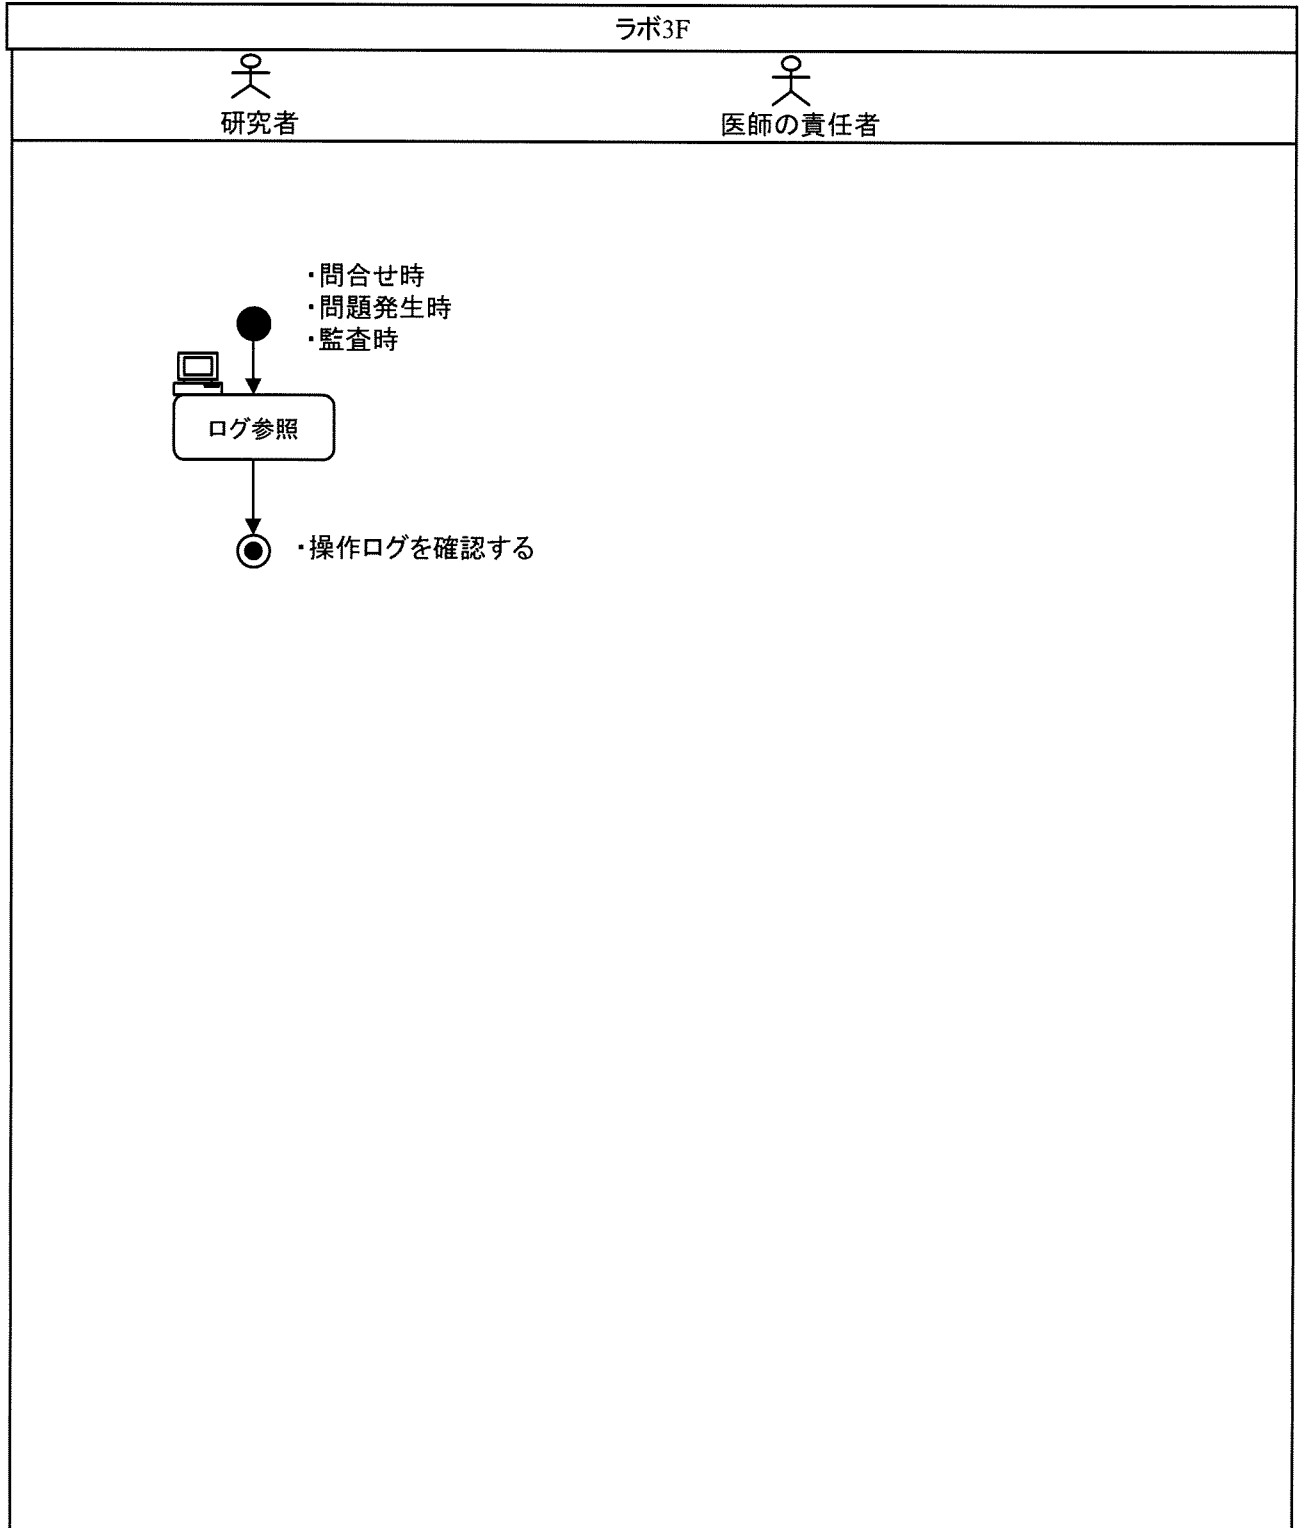 ラボ3F
研究者
医師の責任者
・問合せ時
・問題発生時
・監査時
ログ参照
・操作ログを確認する